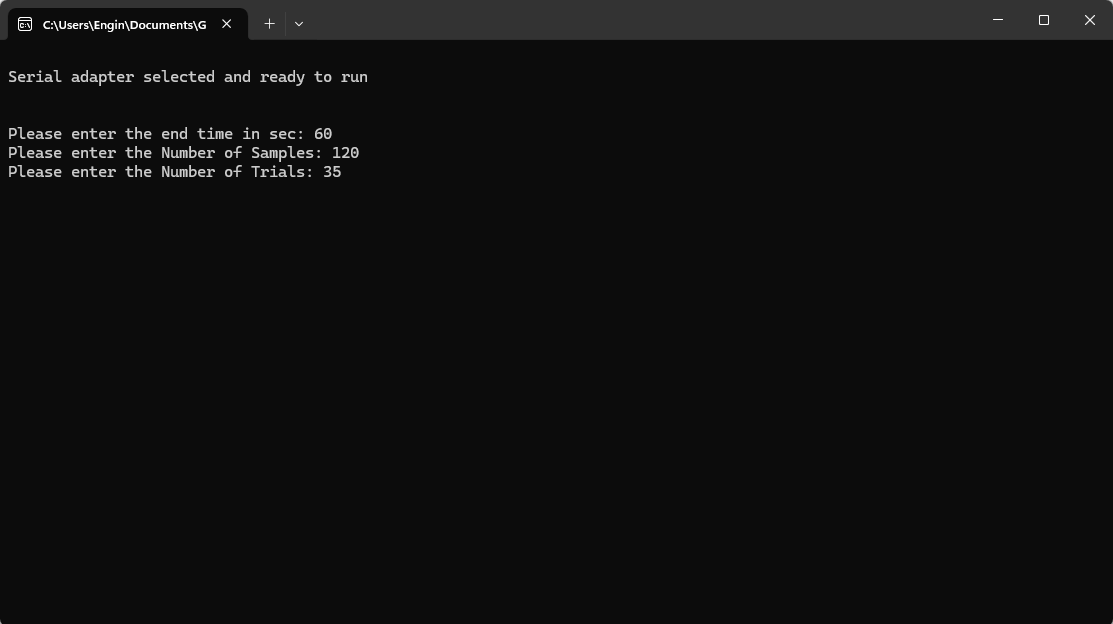 C:\Users\Engin\Documents\G
Serial adapter selected and ready to run
Please enter the end time in sec: 60
Please enter the Number of Samples: 120
Please enter the Number of Trials: 35